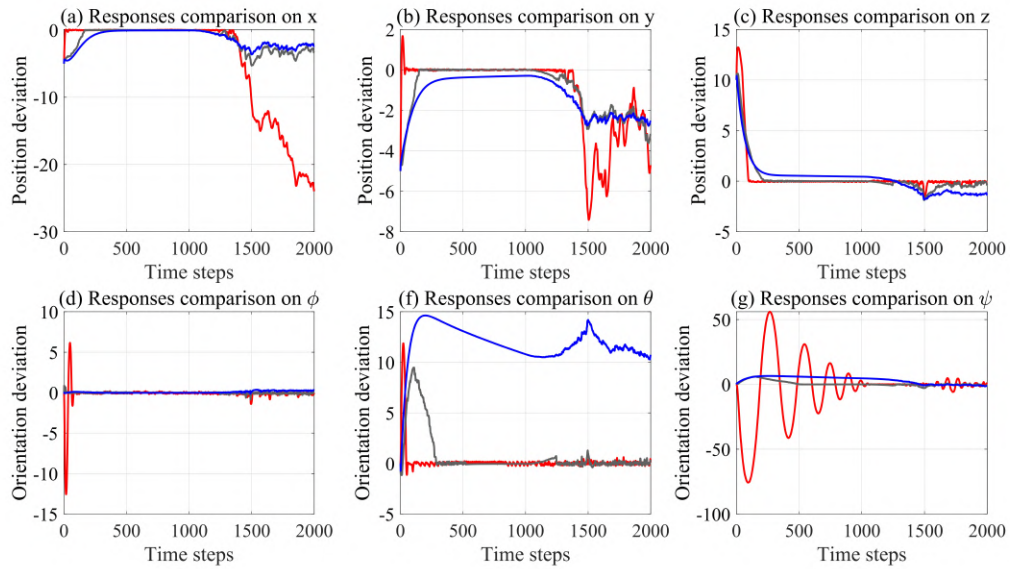 (a) Responses comparison on x
0
-10
-20
-30
Position deviation
0 500 1000 1500 2000
Time steps
(b) Responses comparison on y
2
0
-2
-4
-6
-8
Position deviation
0 500 1000 1500 2000
Time steps
(c) Responses comparison on z
15
10
5
0
-5
Position deviation
0 500 1000 1500 2000
Time steps
(d) Responses comparison on ϕ
10
5
0
-5
-10
-15
Orientation deviation
0 500 1000 1500 2000
Time steps
(f) Responses comparison on θ
15
10
5
0
-5
Orientation deviation
0 500 1000 1500 2000
Time steps
(g) Responses comparison on ψ
50
0
-50
-100
Orientation deviation
0 500 1000 1500 2000
Time steps